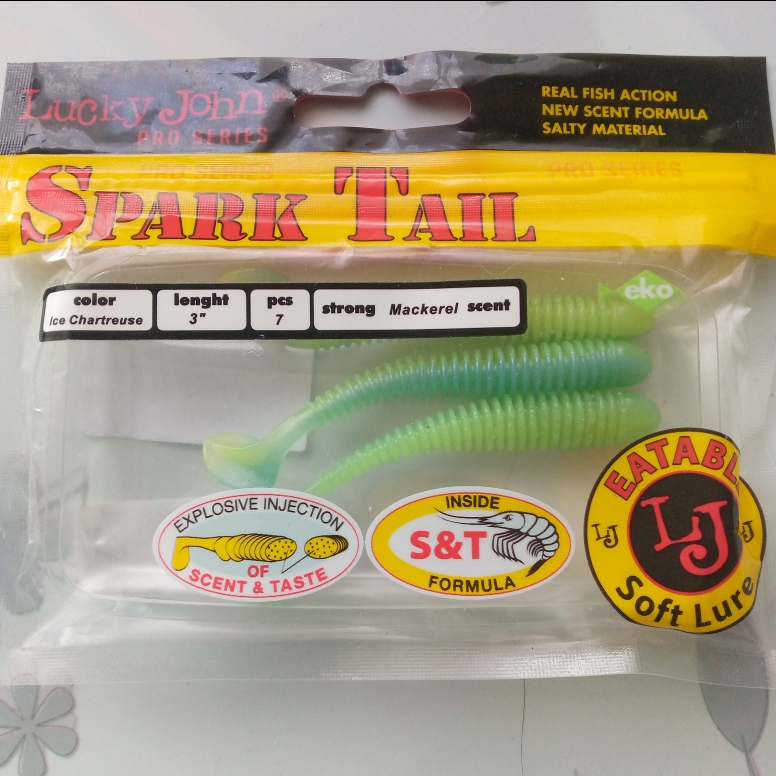 Lucky John®
PRO SERIES
REAL FISH ACTION
NEW SCENT FORMULA
SALTY MATERIAL
PRO SERIES
PRO SERIES
SPARK TAIL
color
Ice Chartreuse
lenght
3"
pcs
7
strong Mackerel scent
eko
EXPLOSIVE INJECTION
OF
SCENT & TASTE
INSIDE
S&T
FORMULA
EATABL
LJ
LJ
LJ
Soft Lure